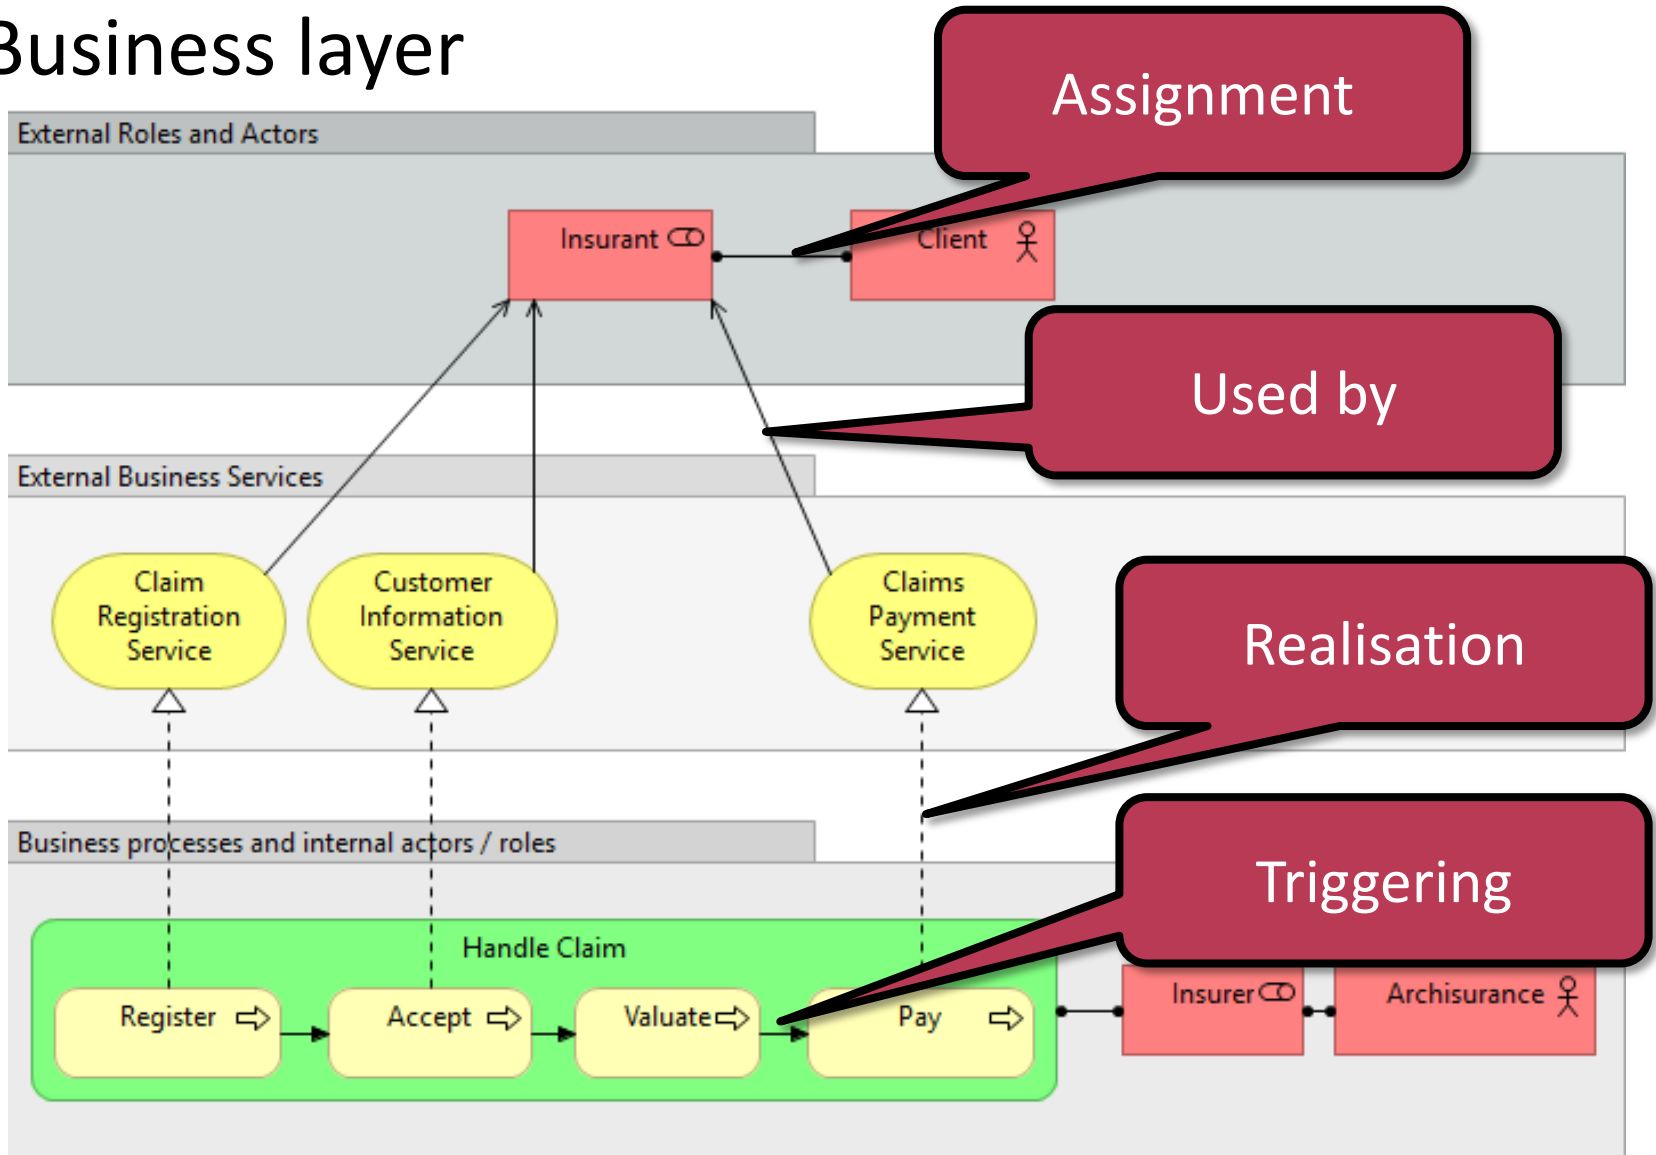 Business layer
Assignment
External Roles and Actors
Insurant
Client
Used by
External Business Services
Claim
Registration
Service
Customer
Information
Service
Claims
Payment
Service
Realisation
Business processes and internal actors / roles
Triggering
Handle Claim
Register
Accept
Valuate
Pay
Insurer
Archisurance